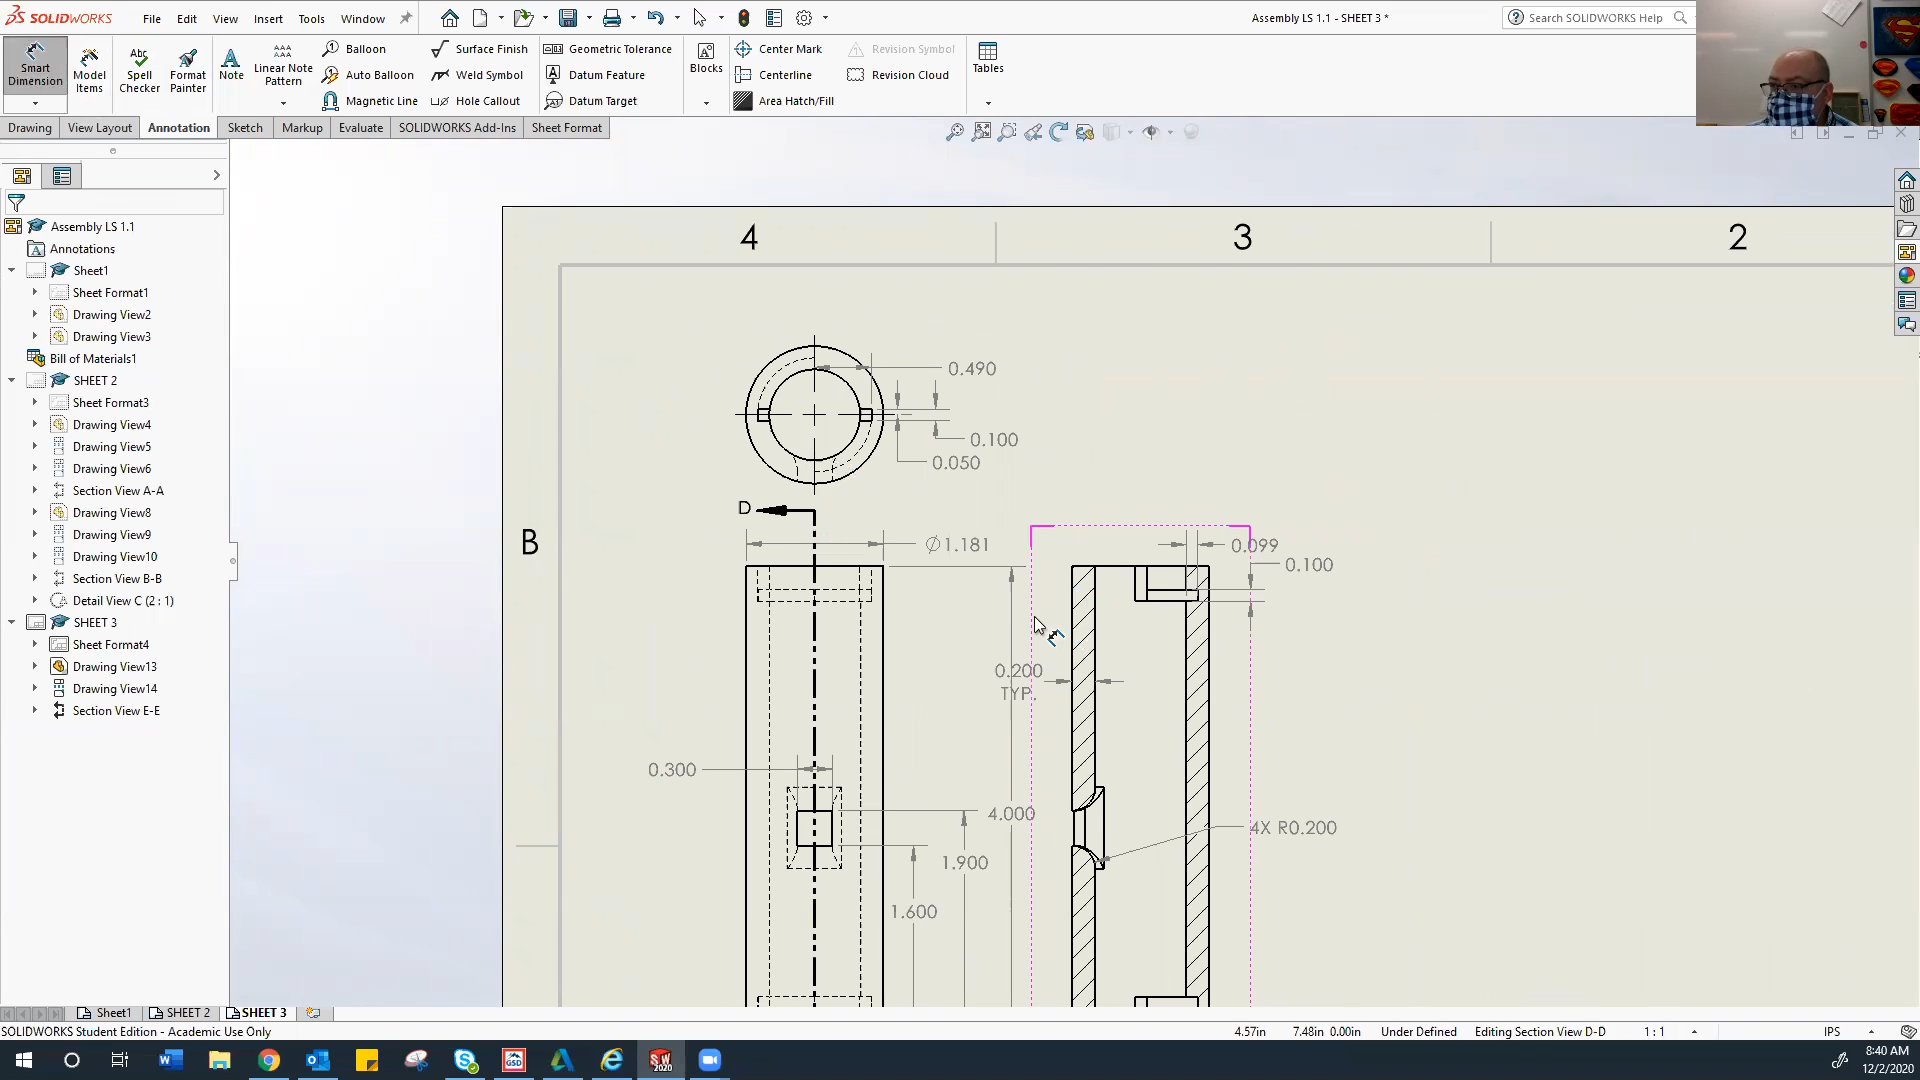 SOLIDWORKS
File
Edit
View
Insert
Tools
Window
Assembly LS 1.1 - SHEET 3 *
Search SOLIDWORKS Help
Smart
Dimension
Model
Items
Abc
Spell
Checker
Format
Painter
Note
Linear Note
Pattern
Balloon
Auto Balloon
Magnetic Line
Surface Finish
Weld Symbol
Hole Callout
Geometric Tolerance
Datum Feature
Datum Target
Blocks
Center Mark
Centerline
Area Hatch/Fill
Revision Symbol
Revision Cloud
Tables
Drawing
View Layout
Annotation
Sketch
Markup
Evaluate
SOLIDWORKS Add-Ins
Sheet Format
Assembly LS 1.1
Annotations
Sheet1
Sheet Format1
Drawing View2
Drawing View3
Bill of Materials1
SHEET 2
Sheet Format3
Drawing View4
Drawing View5
Drawing View6
Section View A-A
Drawing View8
Drawing View9
Drawing View10
Section View B-B
Detail View C (2 : 1)
SHEET 3
Sheet Format4
Drawing View13
Drawing View14
Section View E-E
4
3
2
B
0.490
0.100
0.050
D
∅1.181
0.099
0.100
0.200
TYP.
0.300
4.000
4X R0.200
1.900
1.600
Sheet1
SHEET 2
SHEET 3
SOLIDWORKS Student Edition - Academic Use Only
4.57in
7.48in
0.00in
Under Defined
Editing Section View D-D
1 : 1
IPS
GSD
SW
2020
8:40 AM
12/2/2020